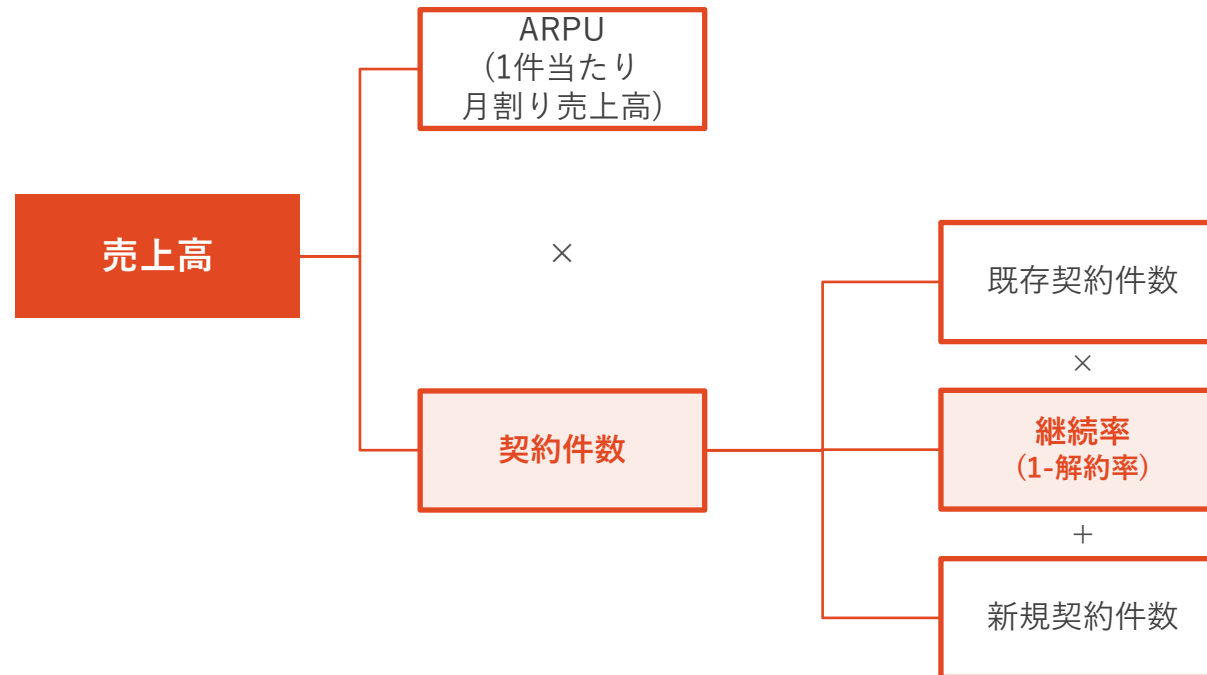 ARPU
(1件当たり
月割り売上高)
売上高
×
既存契約件数
×
契約件数
継続率
(1-解約率)
+
新規契約件数